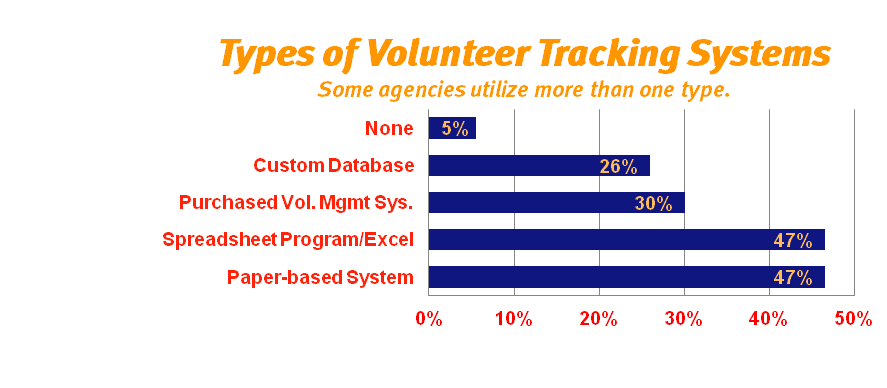 Types of Volunteer Tracking Systems
Some agencies utilize more than one type.
None 5%
Custom Database 26%
Purchased Vol. Mgmt Sys. 30%
Spreadsheet Program/Excel 47%
Paper-based System 47%
0% 10% 20% 30% 40% 50%